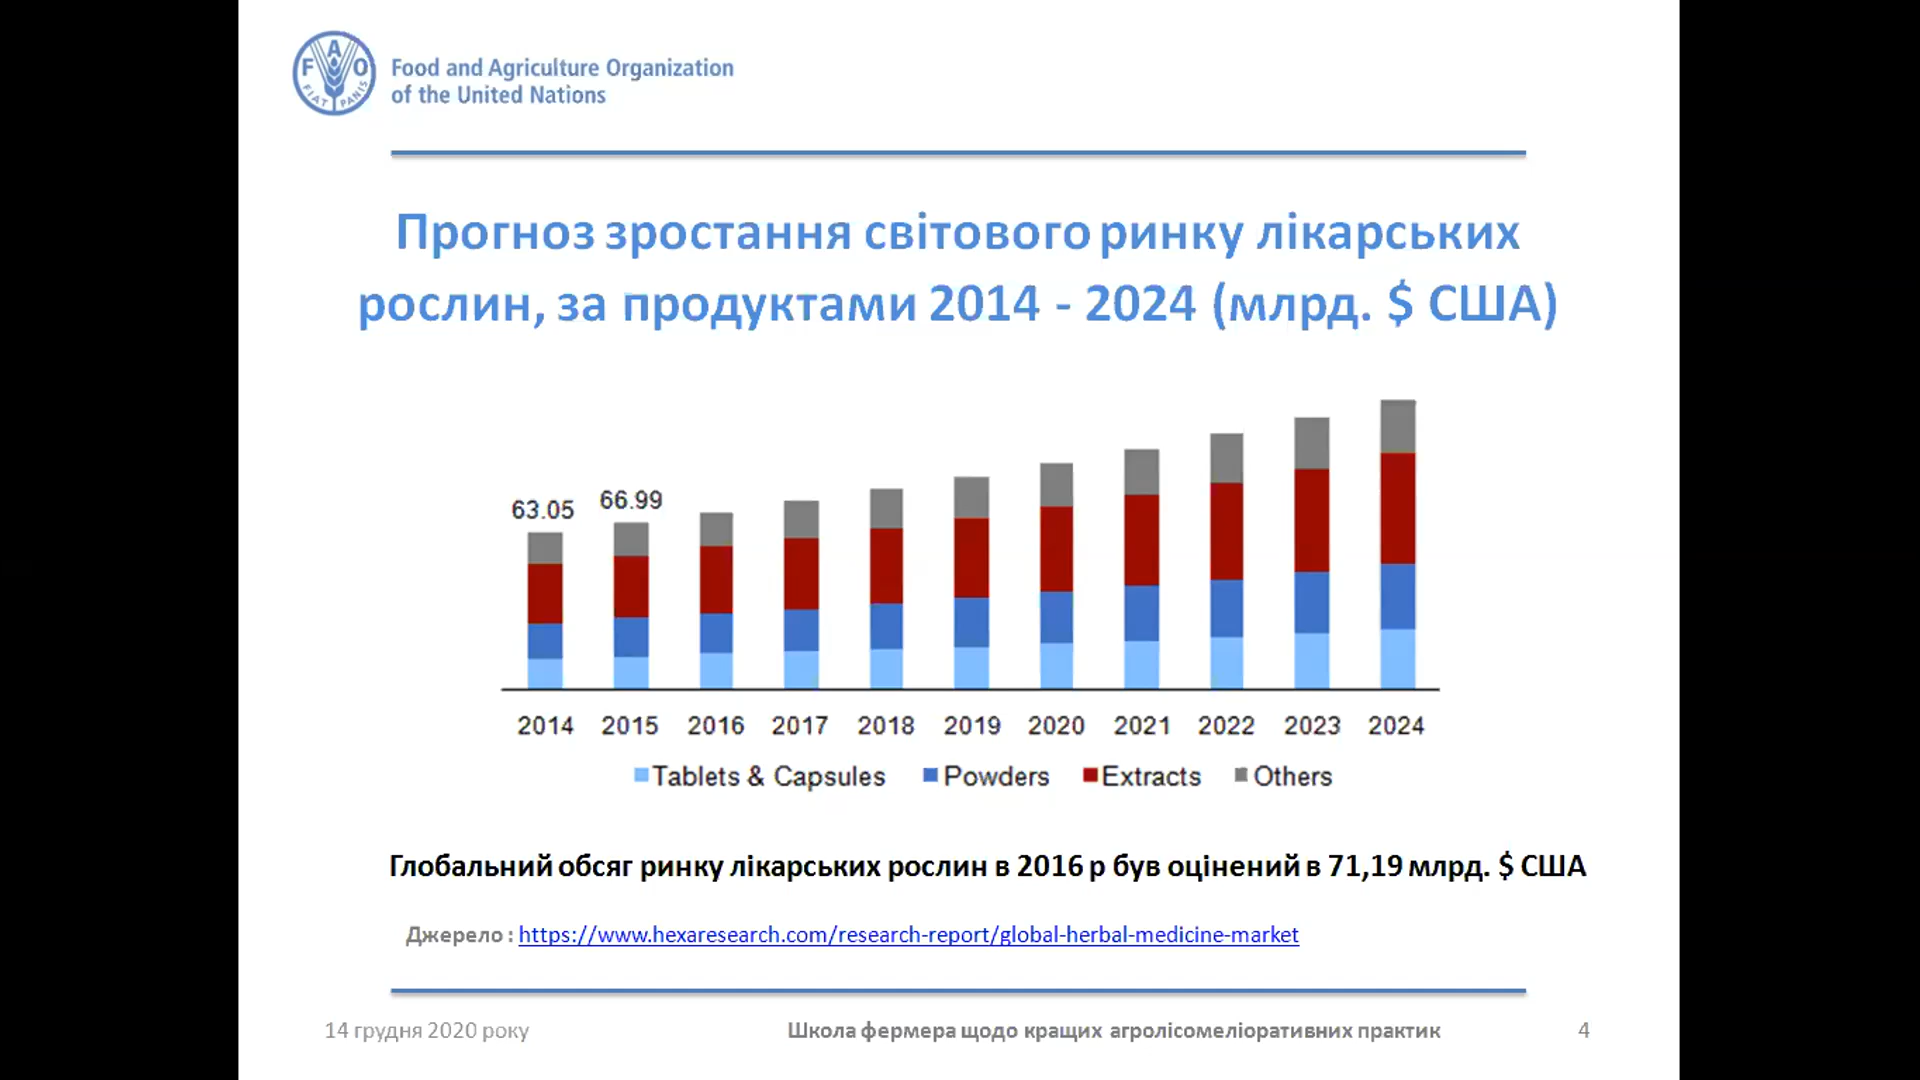 F A O
FIAT PANIS
Food and Agriculture Organization
of the United Nations
Прогноз зростання світового ринку лікарських
рослин, за продуктами 2014 - 2024 (млрд. $ США)
63.05 66.99
2014 2015 2016 2017 2018 2019 2020 2021 2022 2023 2024
Tablets & Capsules Powders Extracts Others
Глобальний обсяг ринку лікарських рослин в 2016 р був оцінений в 71,19 млрд. $ США
Джерело : https://www.hexaresearch.com/research-report/global-herbal-medicine-market
14 грудня 2020 року Школа фермера щодо кращих агролісомеліоративних практик 4